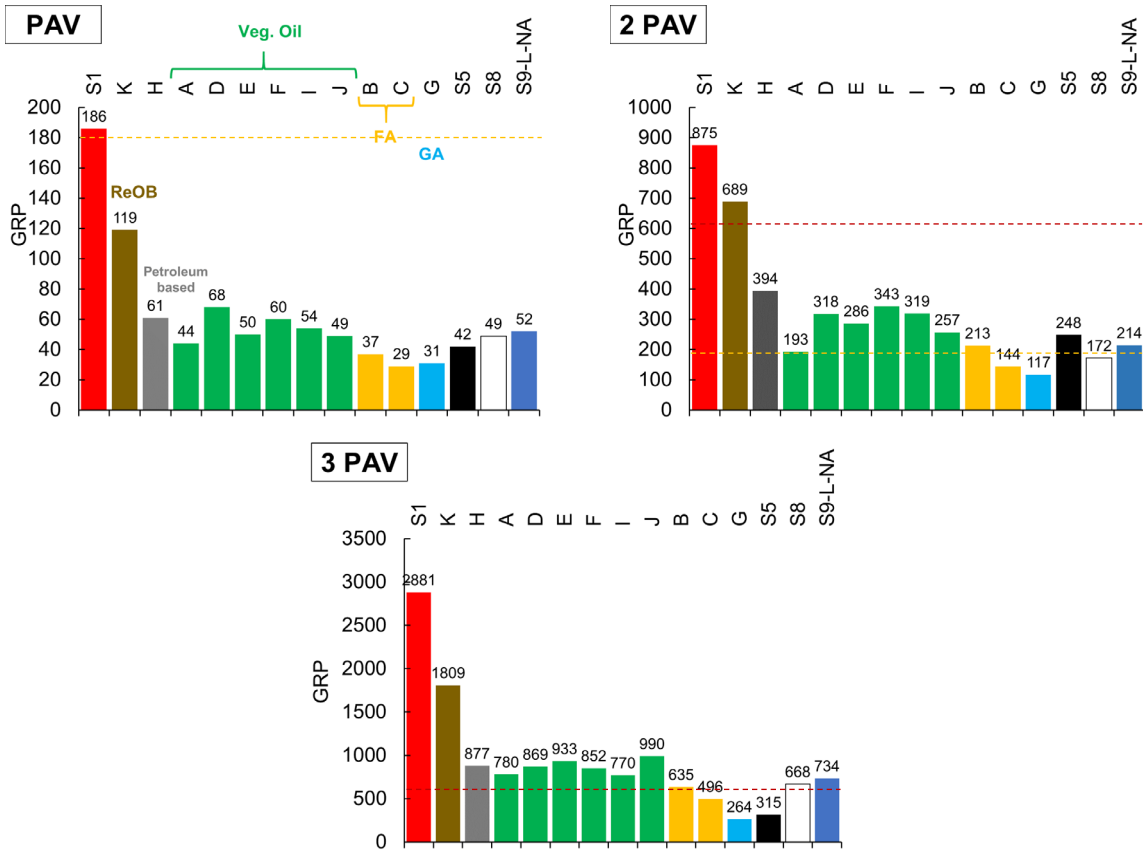 PAV
Veg. Oil
S1 K H A D E F I J B C G S5 S8 S9-L-NA
FA
GA
ReOB
Petroleum
based
GRP
200
180
160
140
120
100
80
60
40
20
0
186 119 61 44 68 50 60 54 49 37 29 31 42 49 52
2 PAV
S1 K H A D E F I J B C G S5 S8 S9-L-NA
GRP
1000
900
800
700
600
500
400
300
200
100
0
875 689 394 193 318 286 343 319 257 213 144 117 248 172 214
3 PAV
S1 K H A D E F I J B C G S5 S8 S9-L-NA
GRP
3500
3000
2500
2000
1500
1000
500
0
2881 1809 877 780 869 933 852 770 990 635 496 264 315 668 734